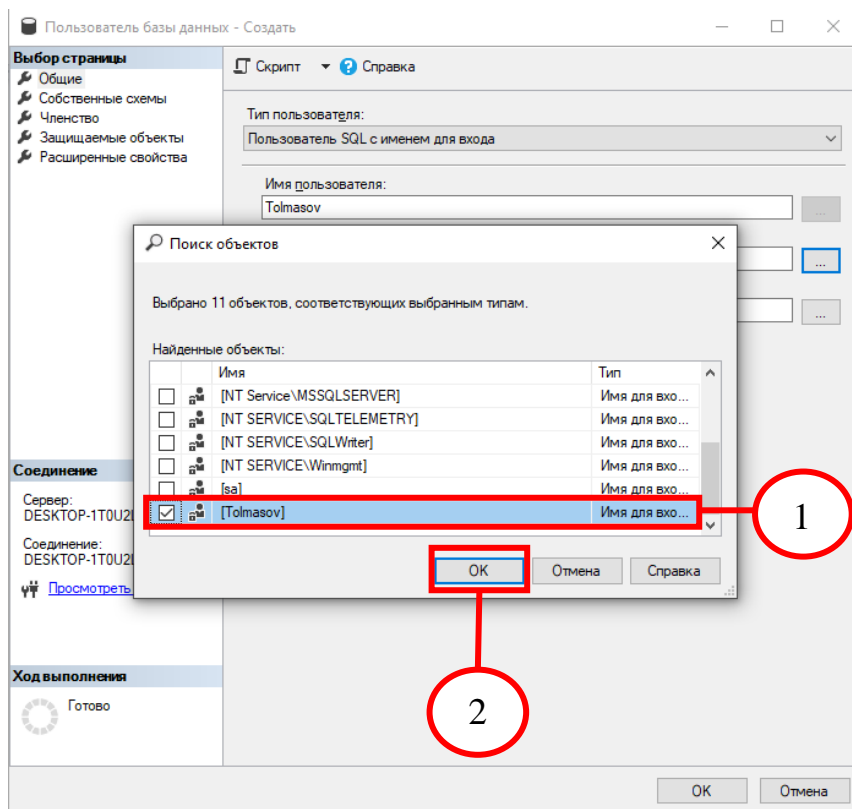 Пользователь базы данных - Создать
Выбор страницы
Общие
Собственные схемы
Членство
Защищаемые объекты
Расширенные свойства
Скрипт
Справка
Тип пользователя:
Пользователь SQL с именем для входа
Имя пользователя:
Tolmasov
...
...
...
Поиск объектов
Выбрано 11 объектов, соответствующих выбранным типам.
Найденные объекты:
Имя Тип
[NT Service\MSSQLSERVER] Имя для вхо...
[NT SERVICE\SQLTELEMETRY] Имя для вхо...
[NT SERVICE\SQLWriter] Имя для вхо...
[NT SERVICE\Winmgmt] Имя для вхо...
[sa] Имя для вхо...
[Tolmasov] Имя для вхо...
1
OK Отмена Справка
2
Соединение
Сервер:
DESKTOP-1T0U2
Соединение:
DESKTOP-1T0U2
Просмотреть
Ход выполнения
Готово
OK Отмена